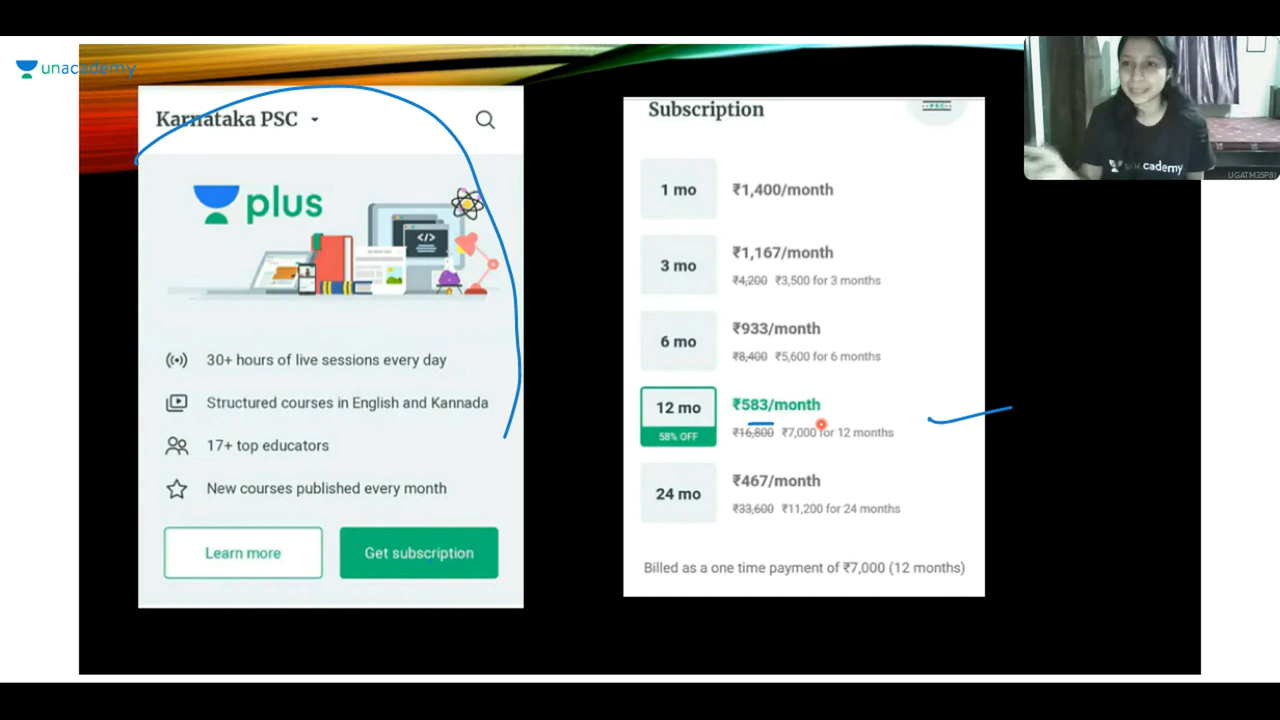 unacademy
Karnataka PSC
plus
</>
30+ hours of live sessions every day
Structured courses in English and Kannada
17+ top educators
New courses published every month
Learn more
Get subscription
Subscription
PSC
1 mo
₹1,400/month
3 mo
₹1,167/month
₹4,200 ₹3,500 for 3 months
6 mo
₹933/month
₹8,400 ₹5,600 for 6 months
12 mo
58% OFF
₹583/month
₹16,800 ₹7,000 for 12 months
24 mo
₹467/month
₹33,600 ₹11,200 for 24 months
Billed as a one time payment of ₹7,000 (12 months)
UGATM35P8I